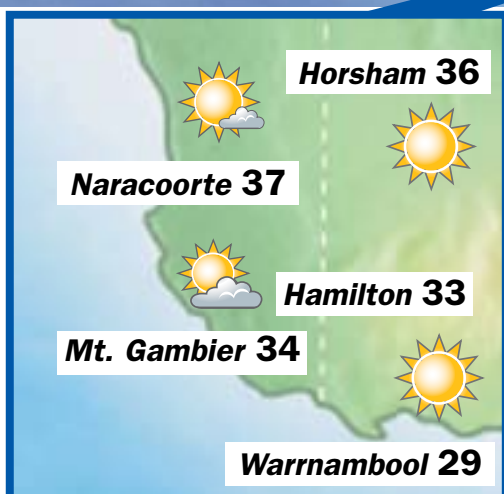 Horsham 36
Naracoorte 37
Hamilton 33
Mt. Gambier 34
Warrnambool 29